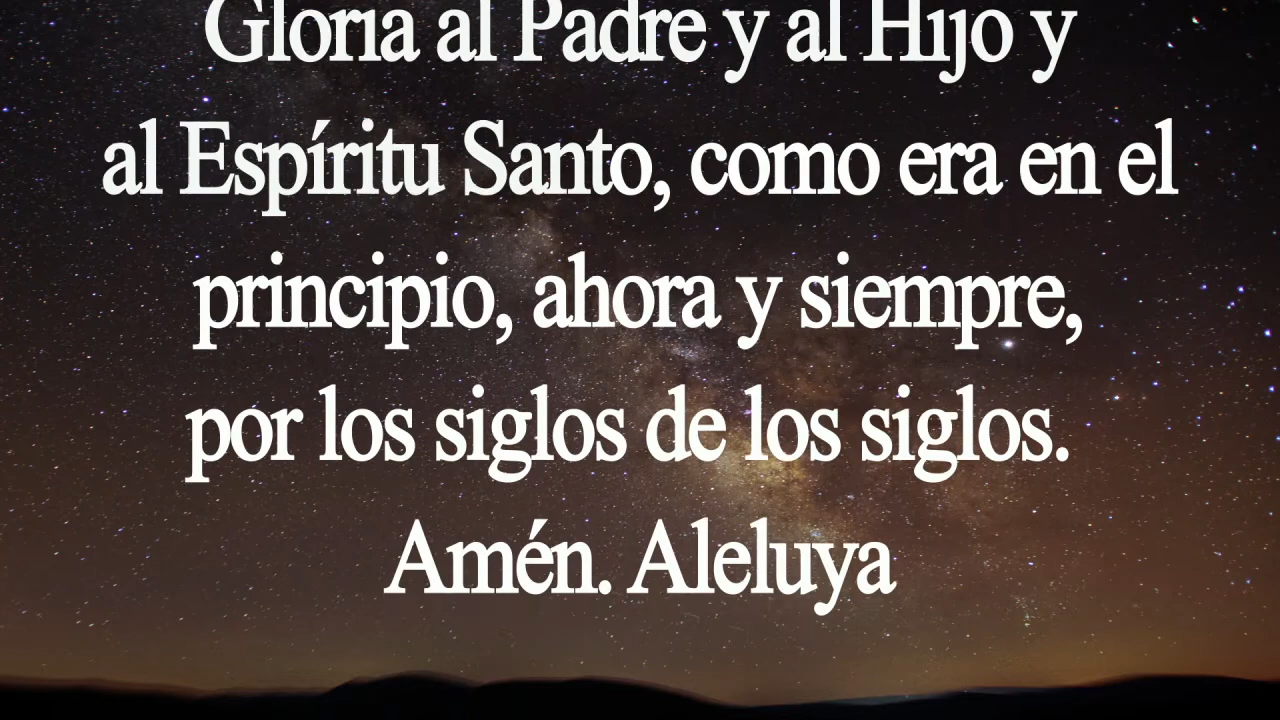 Gloria al Padre y al Hijo y
al Espíritu Santo, como era en el
principio, ahora y siempre,
por los siglos de los siglos.
Amén. Aleluya